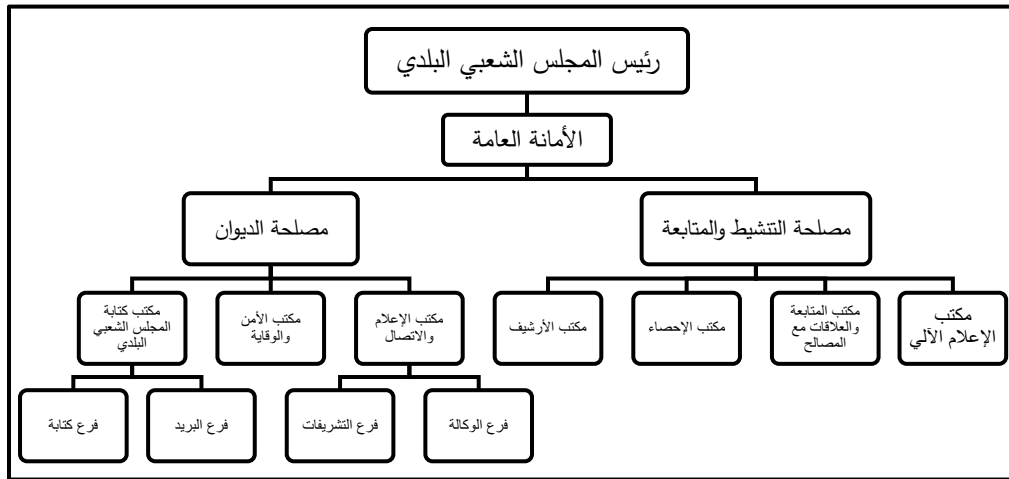 رئيس المجلس الشعبي البلدي
الأمانة العامة
مصلحة التنشيط والمتابعة
مصلحة الديوان
مكتب
الإعلام الآلي
مكتب المتابعة
والعلاقات مع
المصالح
مكتب الإحصاء
مكتب الأرشيف
مكتب الإعلام
والاتصال
مكتب الأمن
والوقاية
مكتب كتابة
المجلس الشعبي
البلدي
فرع الوكالة
فرع التشريفات
فرع البريد
فرع كتابة